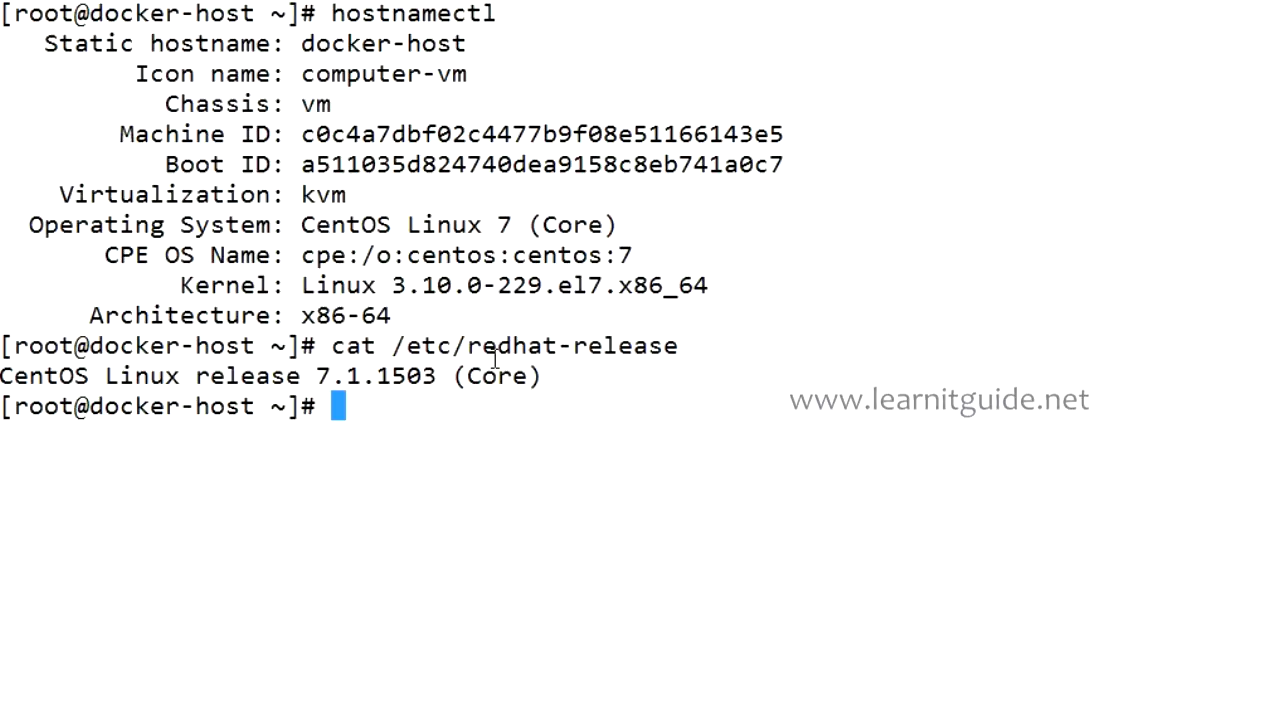 [root@docker-host ~]# hostnamectl
Static hostname: docker-host
Icon name: computer-vm
Chassis: vm
Machine ID: c0c4a7dbf02c4477b9f08e51166143e5
Boot ID: a511035d824740dea9158c8eb741a0c7
Virtualization: kvm
Operating System: CentOS Linux 7 (Core)
CPE OS Name: cpe:/o:centos:centos:7
Kernel: Linux 3.10.0-229.el7.x86_64
Architecture: x86-64
[root@docker-host ~]# cat /etc/redhat-release
CentOS Linux release 7.1.1503 (Core)
[root@docker-host ~]#
www.learnitguide.net